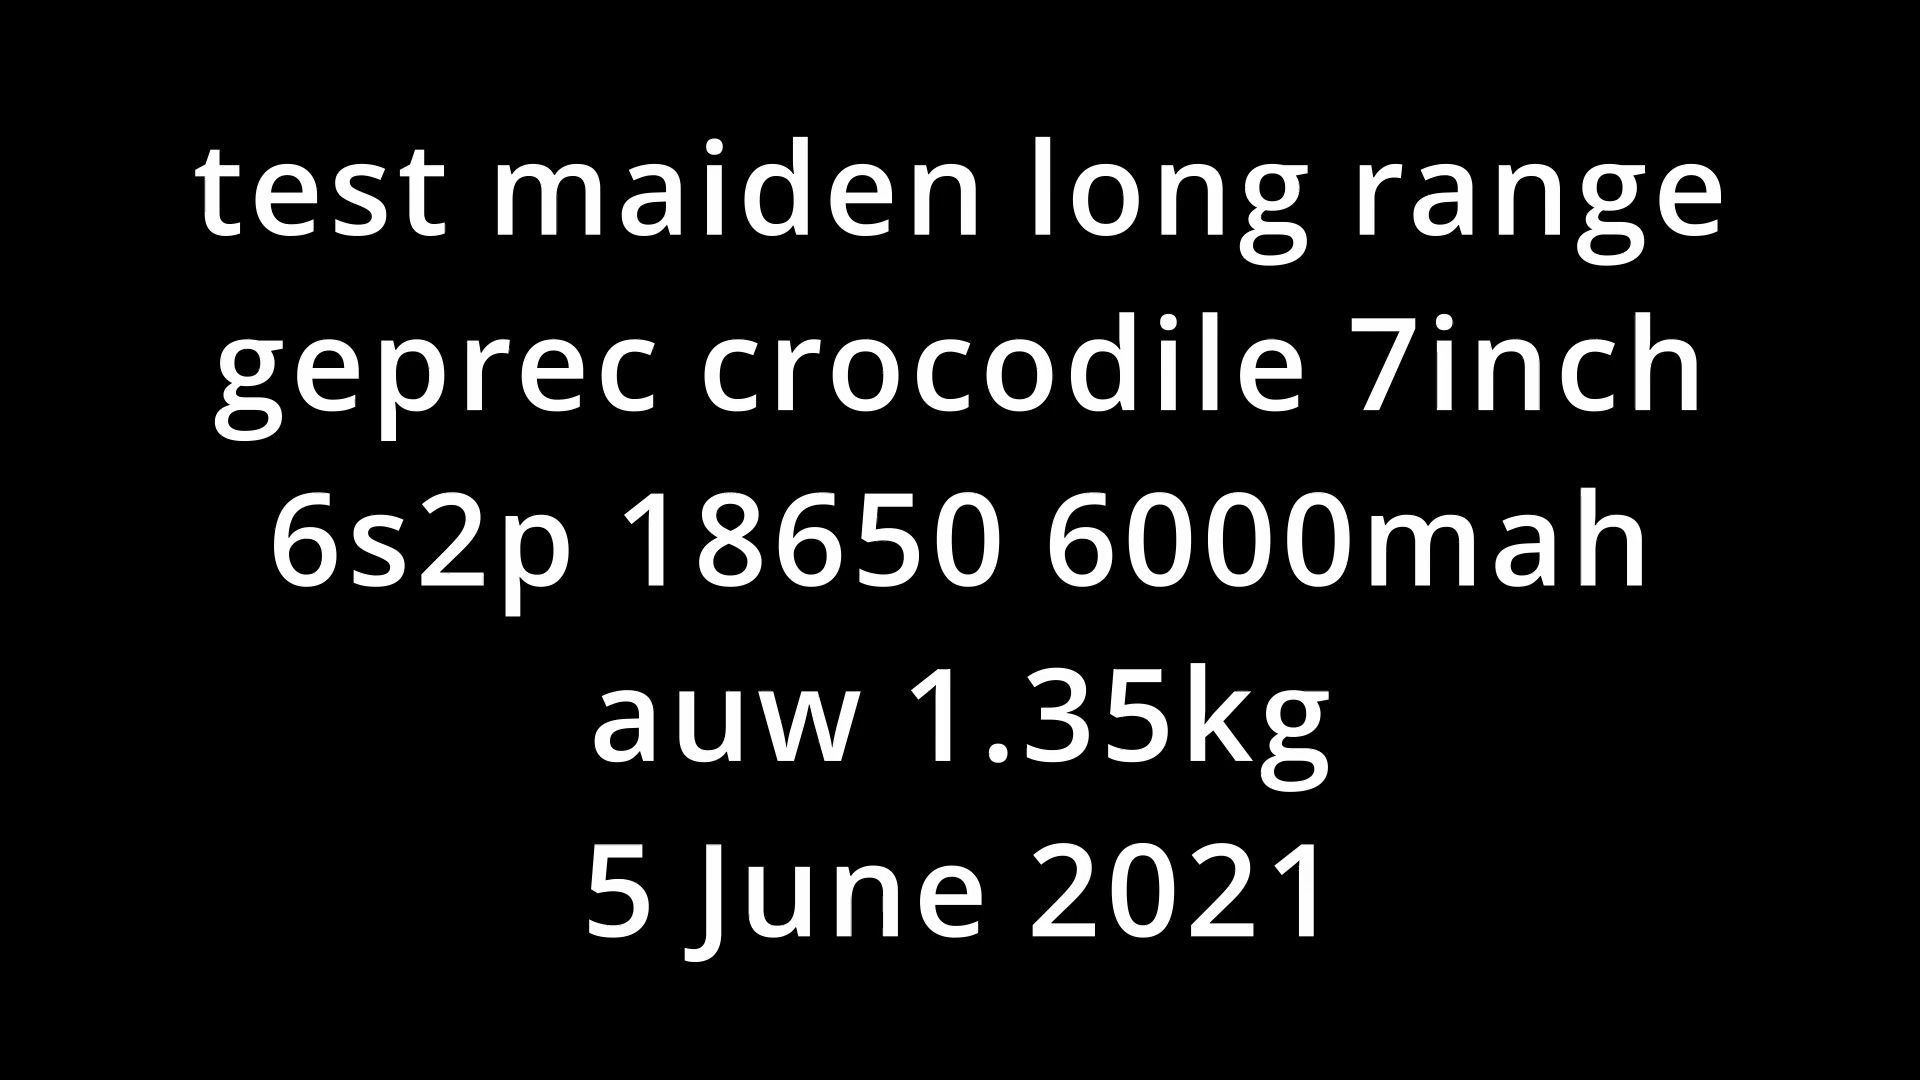 test maiden long range
geprec crocodile 7inch
6s2p 18650 6000mah
auw 1.35kg
5 June 2021